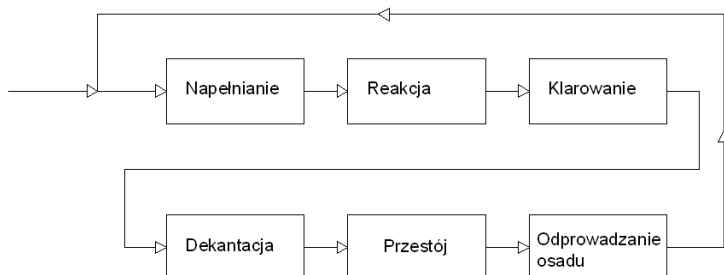 Napełnianie
Reakcja
Klarowanie
Dekantacja
Przestój
Odprowadzanie
osadu